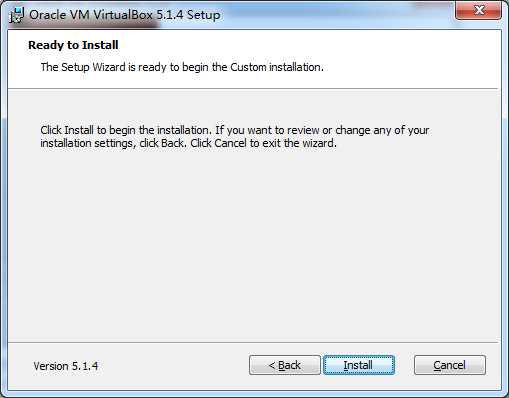 Oracle VM VirtualBox 5.1.4 Setup
Ready to Install
The Setup Wizard is ready to begin the Custom installation.
Click Install to begin the installation. If you want to review or change any of your
installation settings, click Back. Click Cancel to exit the wizard.
Version 5.1.4
< Back
Install
Cancel